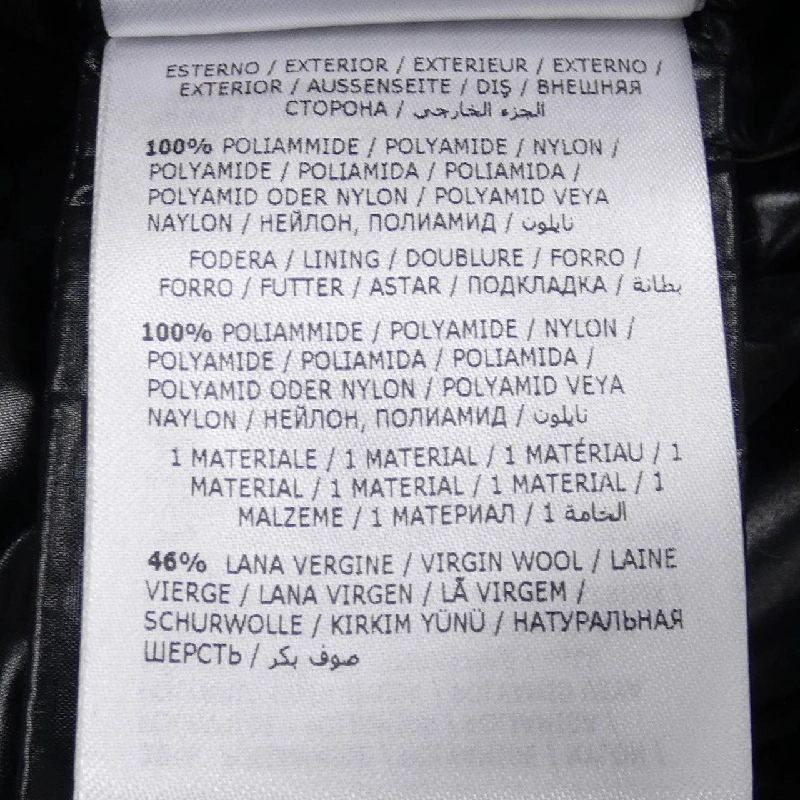 ESTERNO / EXTERIOR / EXTERIEUR / EXTERNO /
EXTERIOR / AUSSENSEITE / DIŞ / ВНЕШНЯЯ
СТОРОНА / الجزء الخارجي
100% POLIAMMIDE / POLYAMIDE / NYLON /
POLYAMIDE / POLIAMIDA / POLIAMIDA /
POLYAMID ODER NYLON / POLYAMID VEYA
NAYLON / НЕЙЛОН, ПОЛИАМИД / نايلون
FODERA / LINING / DOUBLURE / FORRO /
FORRO / FUTTER / ASTAR / ПОДКЛАДКА / بطانة
100% POLIAMMIDE / POLYAMIDE / NYLON /
POLYAMIDE / POLIAMIDA / POLIAMIDA /
POLYAMID ODER NYLON / POLYAMID VEYA
NAYLON / НЕЙЛОН, ПОЛИАМИД / نايلون
1 MATERIALE / 1 MATERIAL / 1 MATÉRIAU / 1
MATERIAL / 1 MATERIAL / 1 MATERIAL / 1
MALZEME / 1 МАТЕРИАЛ / 1 الخامة
46% LANA VERGINE / VIRGIN WOOL / LAINE
VIERGE / LANA VIRGEN / LÃ VIRGEM /
SCHURWOLLE / KIRKIM YÜNÜ / НАТУРАЛЬНАЯ
ШЕРСТЬ / صوف بكر